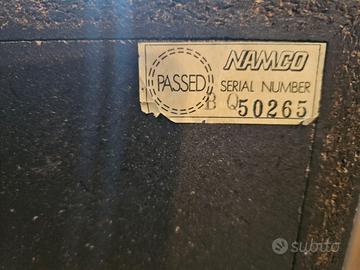 NAMCO
PASSED
SERIAL NUMBER
B Q 50265
subito